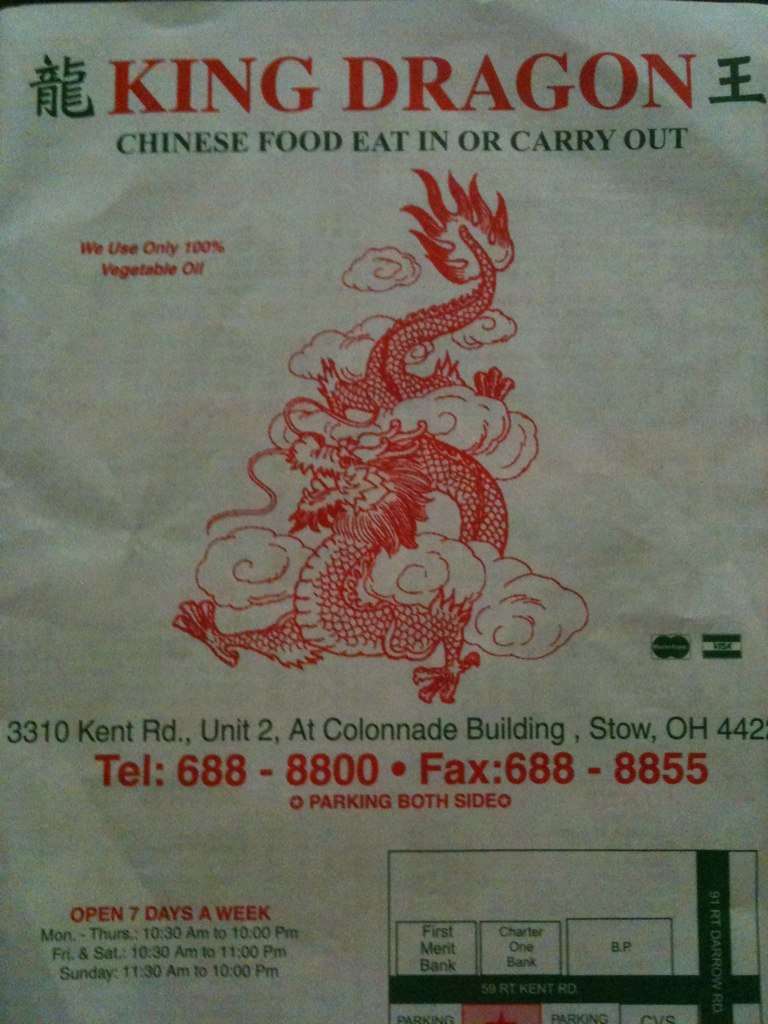 龍 KING DRAGON 王
CHINESE FOOD EAT IN OR CARRY OUT
We Use Only 100%
Vegetable Oil
VISA
3310 Kent Rd., Unit 2, At Colonnade Building , Stow, OH 442
Tel: 688 - 8800 • Fax:688 - 8855
✪ PARKING BOTH SIDE✪
OPEN 7 DAYS A WEEK
Mon. - Thurs.: 10:30 Am to 10:00 Pm
Fri. & Sat.: 10:30 Am to 11:00 Pm
Sunday: 11:30 Am to 10:00 Pm
First
Merit
Bank
Charter
One
Bank
B.P
91 RT DARROW RD.
59 RT KENT RD.
PARKING
PARKING
CVS